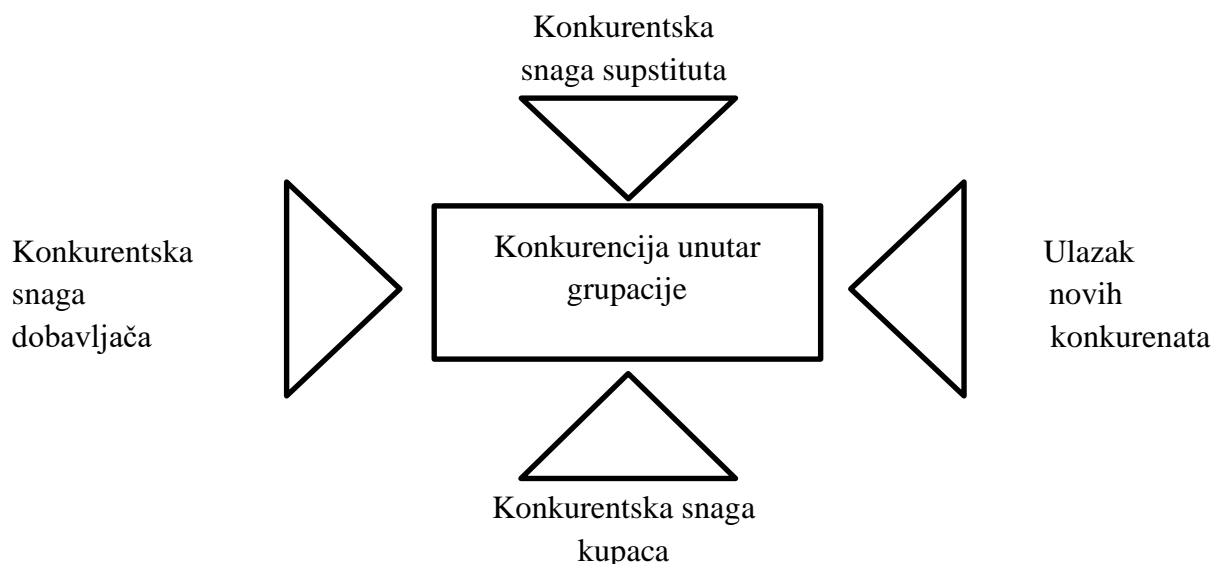 Konkurentska
snaga supstituta
Konkurentska
snaga
dobavljača
Konkurencija unutar
grupacije
Ulazak
novih
konkurenata
Konkurentska snaga
kupaca